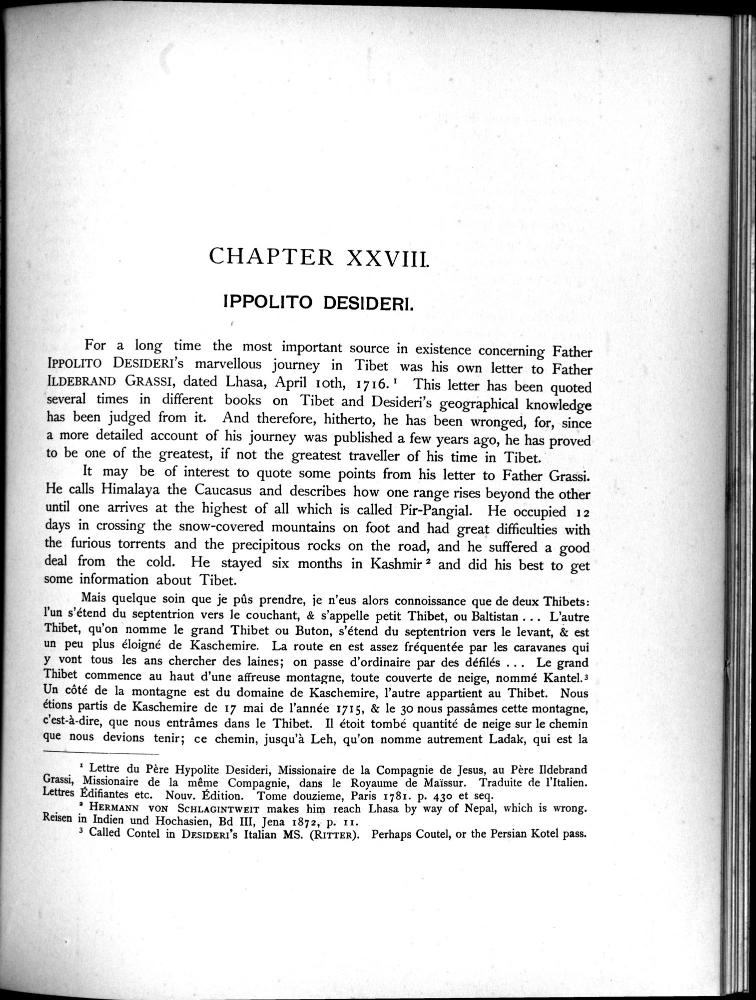 CHAPTER XXVIII.
IPPOLITO DESIDERI.
For a long time the most important source in existence concerning Father
IPPOLITO DESIDERI's marvellous journey in Tibet was his own letter to Father
ILDEBRAND GRASSI, dated Lhasa, April 10th, 1716.¹ This letter has been quoted
several times in different books on Tibet and Desideri's geographical knowledge
has been judged from it. And therefore, hitherto, he has been wronged, for, since
a more detailed account of his journey was published a few years ago, he has proved
to be one of the greatest, if not the greatest traveller of his time in Tibet.
It may be of interest to quote some points from his letter to Father Grassi.
He calls Himalaya the Caucasus and describes how one range rises beyond the other
until one arrives at the highest of all which is called Pir-Pangial. He occupied 12
days in crossing the snow-covered mountains on foot and had great difficulties with
the furious torrents and the precipitous rocks on the road, and he suffered a good
deal from the cold. He stayed six months in Kashmir² and did his best to get
some information about Tibet.
Mais quelque soin que je pûs prendre, je n'eus alors connoissance que de deux Thibets:
l'un s'étend du septentrion vers le couchant, & s'appelle petit Thibet, ou Baltistan ... L'autre
Thibet, qu'on nomme le grand Thibet ou Buton, s'étend du septentrion vers le levant, & est
un peu plus éloigné de Kaschemire. La route en est assez fréquentée par les caravanes qui
y vont tous les ans chercher des laines; on passe d'ordinaire par des défilés ... Le grand
Thibet commence au haut d'une affreuse montagne, toute couverte de neige, nommé Kantel.³
Un côté de la montagne est du domaine de Kaschemire, l'autre appartient au Thibet. Nous
étions partis de Kaschemire de 17 mai de l'année 1715, & le 30 nous passâmes cette montagne,
c'est-à-dire, que nous entrâmes dans le Thibet. Il étoit tombé quantité de neige sur le chemin
que nous devions tenir; ce chemin, jusqu'à Leh, qu'on nomme autrement Ladak, qui est la
¹ Lettre du Père Hypolite Desideri, Missionaire de la Compagnie de Jesus, au Père Ildebrand
Grassi, Missionaire de la même Compagnie, dans le Royaume de Maïssur. Traduite de l'Italien.
Lettres Édifiantes etc. Nouv. Édition. Tome douzieme, Paris 1781. p. 430 et seq.
² HERMANN VON SCHLAGINTWEIT makes him reach Lhasa by way of Nepal, which is wrong.
Reisen in Indien und Hochasien, Bd III, Jena 1872, p. 11.
³ Called Contel in DESIDERI's Italian MS. (RITTER). Perhaps Coutel, or the Persian Kotel pass.